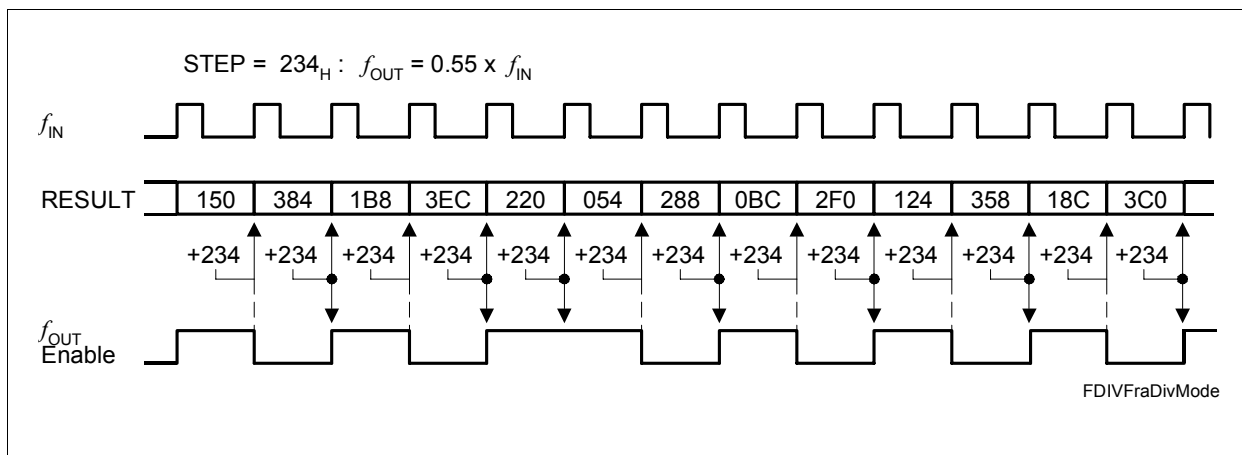 STEP = 234H : fOUT = 0.55 x fIN
fIN
RESULT 150 384 1B8 3EC 220 054 288 0BC 2F0 124 358 18C 3C0
+234 +234 +234 +234 +234 +234 +234 +234 +234 +234 +234 +234 +234
fOUT
Enable
FDIVFraDivMode